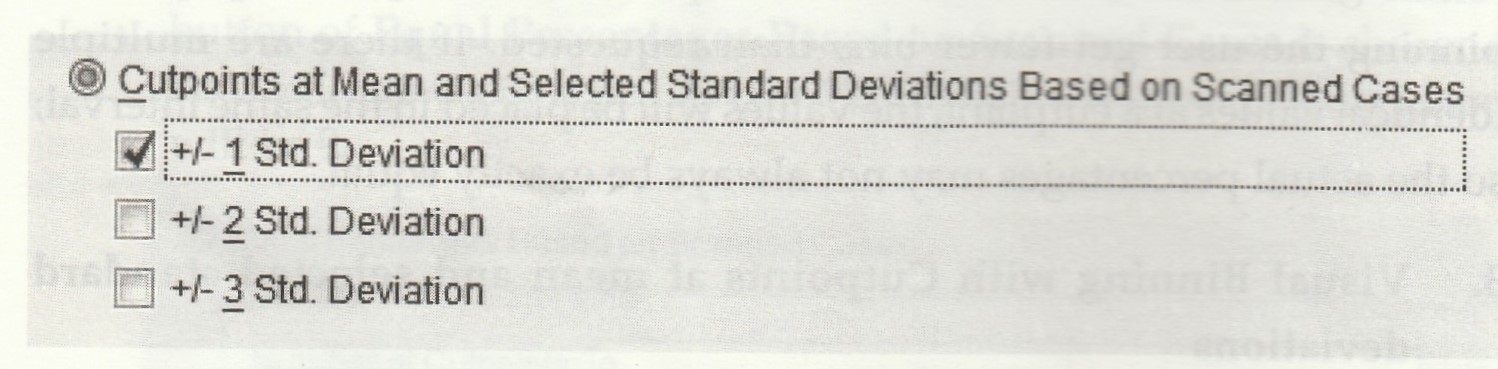 Cutpoints at Mean and Selected Standard Deviations Based on Scanned Cases
+/- 1 Std. Deviation
+/- 2 Std. Deviation
+/- 3 Std. Deviation